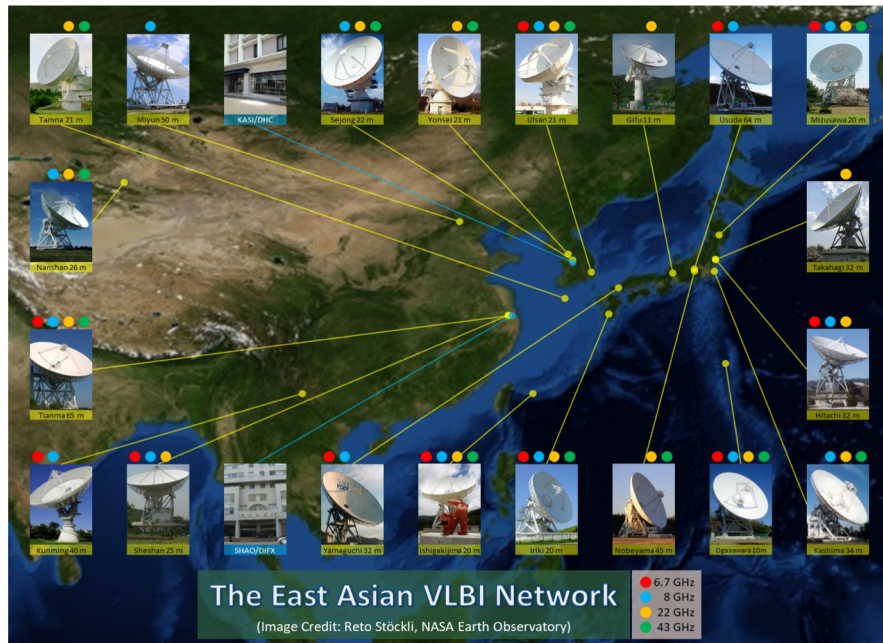 Tamna 21 m
Miyun 50 m
KASI/DHC
Sejong 22 m
Yonsei 21 m
Ulsan 21 m
Gifu 11 m
Usuda 64 m
Mizusawa 20 m
Nanshan 26 m
Takahagi 32 m
Tianma 65 m
Hitachi 32 m
Kunming 40 m
Sheshan 25 m
SHAO/DiFX
Yamaguchi 32 m
Ishigakijima 20 m
Iriki 20 m
Nobeyama 45 m
Ogasawara 20m
Kashima 34 m
The East Asian VLBI Network
(Image Credit: Reto Stöckli, NASA Earth Observatory)
6.7 GHz
8 GHz
22 GHz
43 GHz